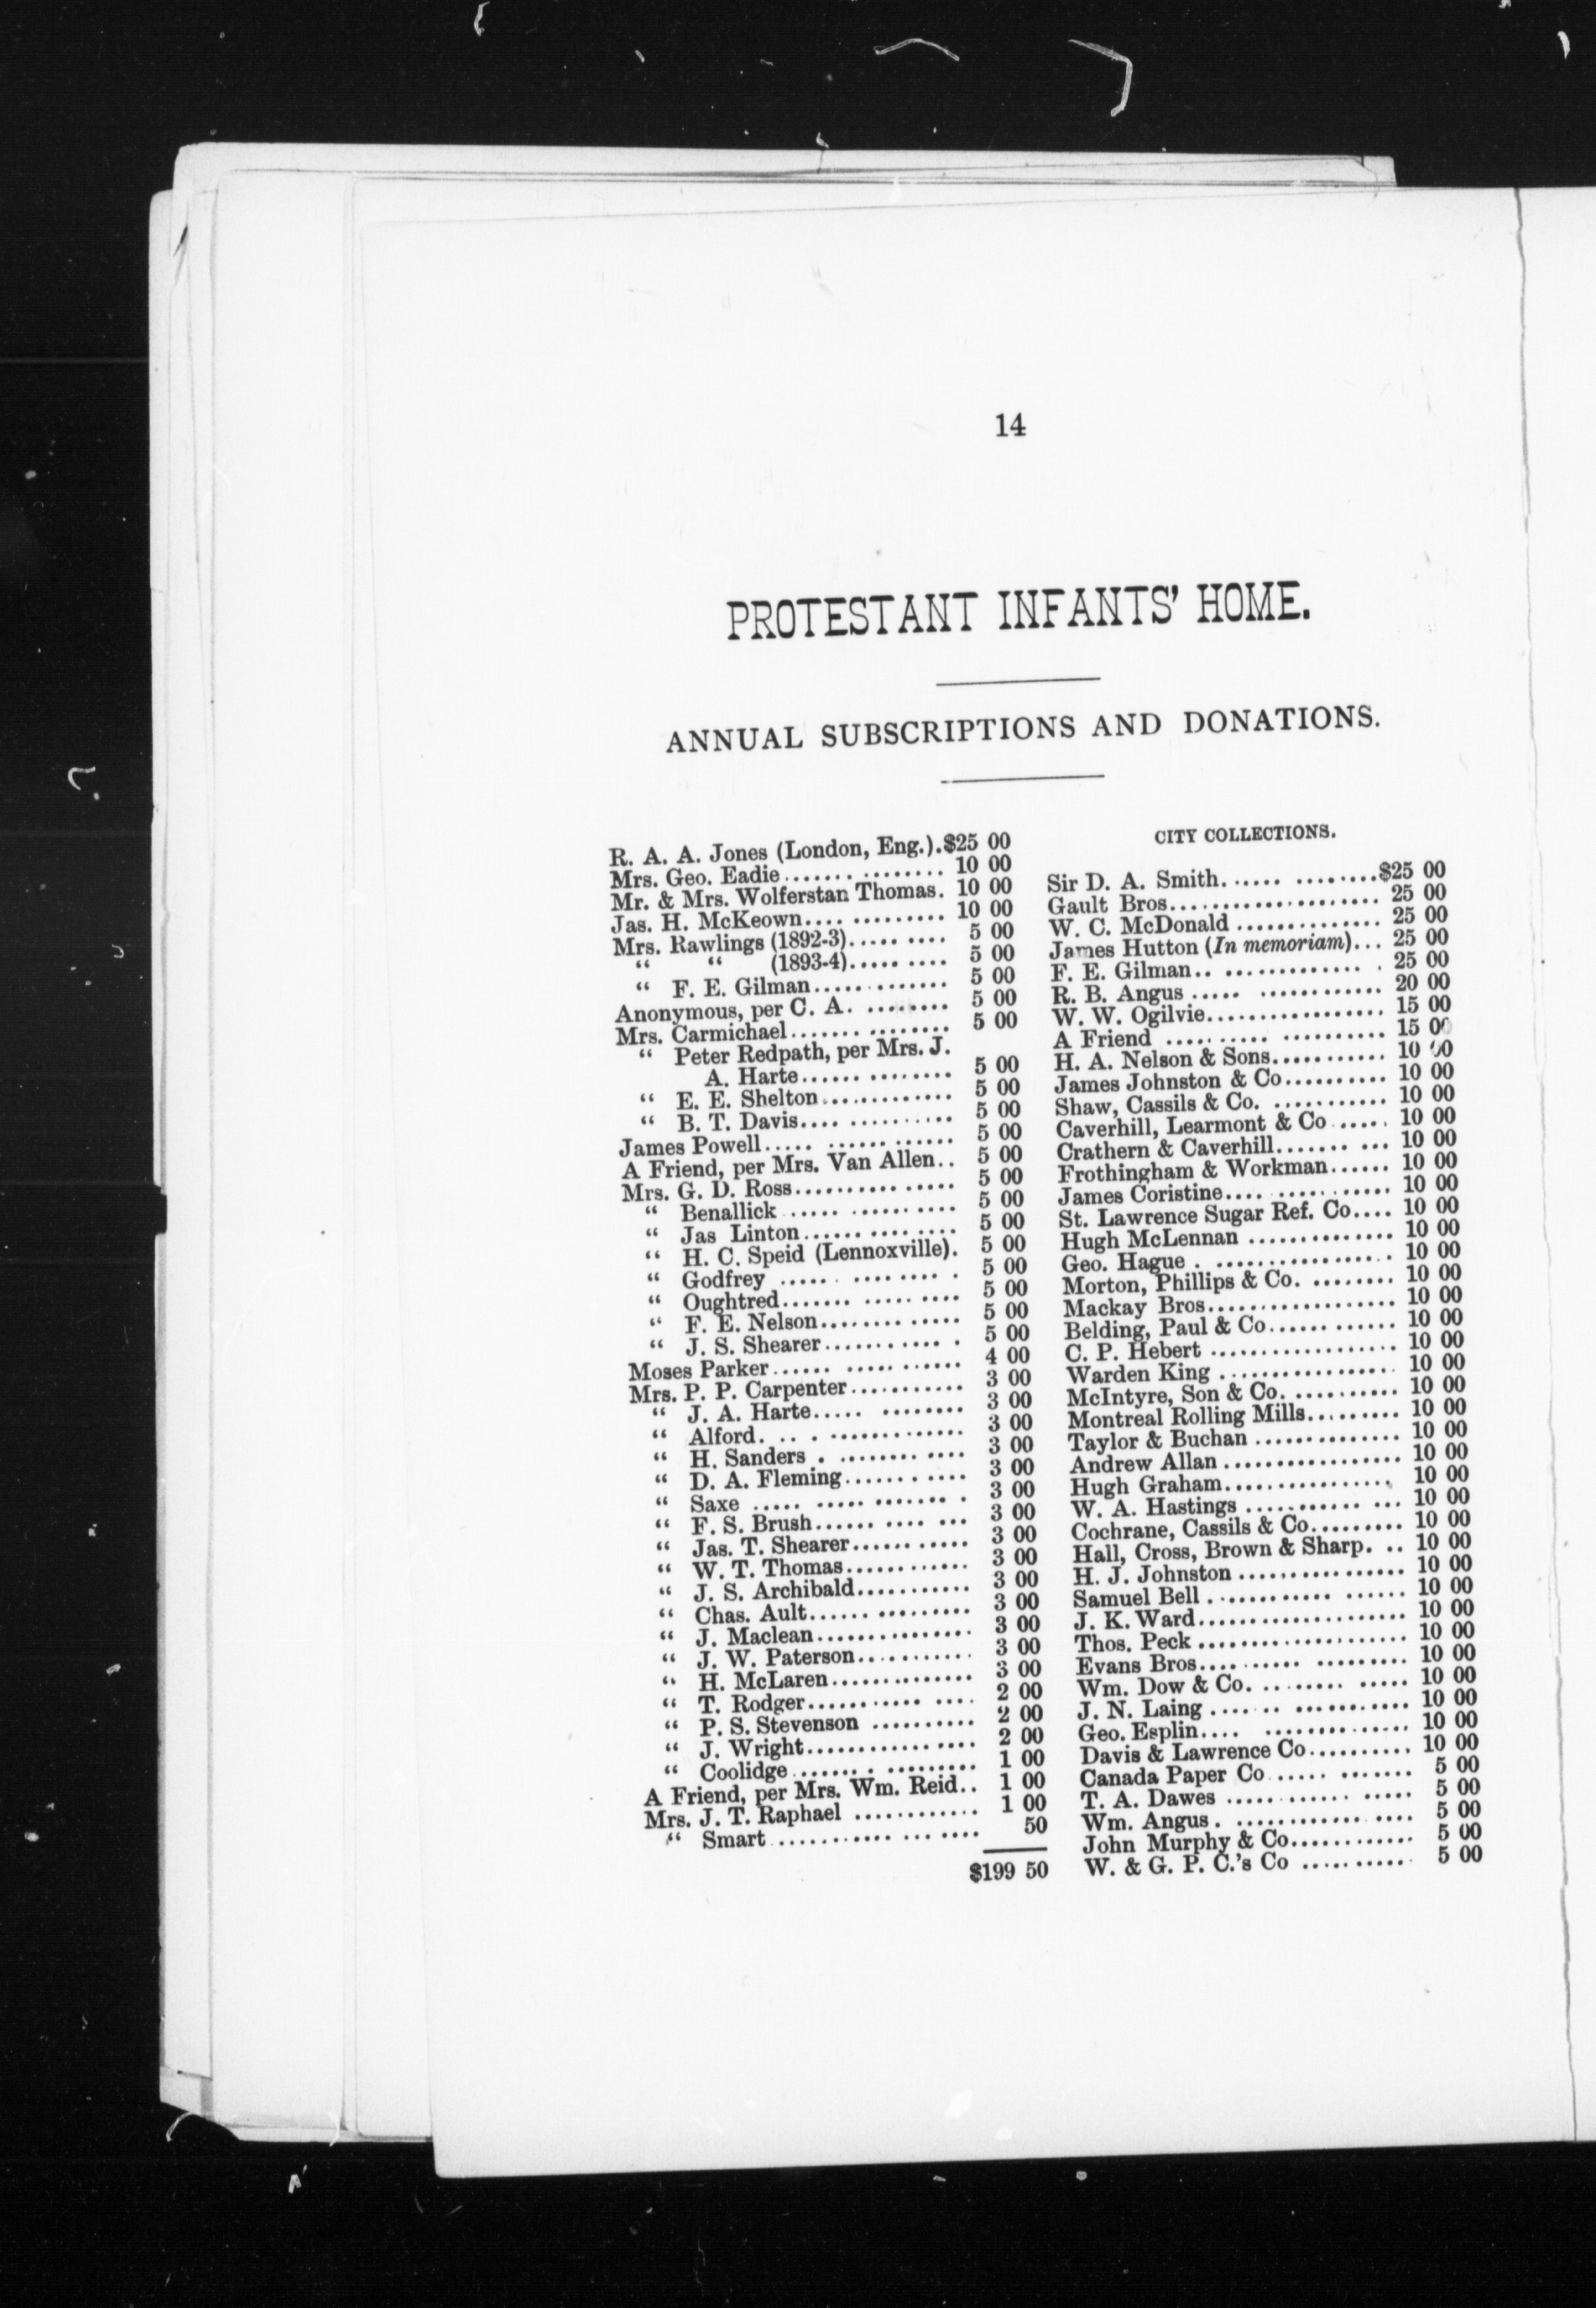 14
PROTESTANT INFANTS' HOME.
ANNUAL SUBSCRIPTIONS AND DONATIONS.
R. A. A. Jones (London, Eng.).$25 00
Mrs. Geo. Eadie ............... 10 00
Mr. & Mrs. Wolferstan Thomas. 10 00
Jas. H. McKeown.............. 10 00
Mrs. Rawlings (1892-3)......... 5 00
“ “ (1893-4)......... 5 00
“ F. E. Gilman............. 5 00
Anonymous, per C. A. ........ 5 00
Mrs. Carmichael............... 5 00
“ Peter Redpath, per Mrs. J.
A. Harte.............. 5 00
“ E. E. Shelton............. 5 00
“ B. T. Davis.............. 5 00
James Powell.................. 5 00
A Friend, per Mrs. Van Allen.. 5 00
Mrs. G. D. Ross............... 5 00
“ Benallick ............... 5 00
“ Jas Linton............... 5 00
“ H. C. Speid (Lennoxville). 5 00
“ Godfrey ............... 5 00
“ Oughtred................ 5 00
“ F. E. Nelson............. 5 00
“ J. S. Shearer............. 5 00
Moses Parker.................. 4 00
Mrs. P. P. Carpenter........... 3 00
“ J. A. Harte............. 3 00
“ Alford................. 3 00
“ H. Sanders ............. 3 00
“ D. A. Fleming........... 3 00
“ Saxe .................. 3 00
“ F. S. Brush............. 3 00
“ Jas. T. Shearer........... 3 00
“ W. T. Thomas............ 3 00
“ J. S. Archibald........... 3 00
“ Chas. Ault............... 3 00
“ J. Maclean............... 3 00
“ J. W. Paterson........... 3 00
“ H. McLaren.............. 3 00
“ T. Rodger............... 2 00
“ P. S. Stevenson .......... 2 00
“ J. Wright................ 2 00
“ Coolidge................ 1 00
A Friend, per Mrs. Wm. Reid.. 1 00
Mrs. J. T. Raphael ............ 1 00
“ Smart .................. 50
$199 50
CITY COLLECTIONS.
Sir D. A. Smith...............$25 00
Gault Bros.................... 25 00
W. C. McDonald .............. 25 00
James Hutton (In memoriam)... 25 00
F. E. Gilman................ 25 00
R. B. Angus ................. 20 00
W. W. Ogilvie................. 15 00
A Friend .................... 15 00
H. A. Nelson & Sons........... 10 00
James Johnston & Co.......... 10 00
Shaw, Cassils & Co. ........... 10 00
Caverhill, Learmont & Co ..... 10 00
Crathern & Caverhill.......... 10 00
Frothingham & Workman...... 10 00
James Coristine............... 10 00
St. Lawrence Sugar Ref. Co.... 10 00
Hugh McLennan .............. 10 00
Geo. Hague .................. 10 00
Morton, Phillips & Co. ........ 10 00
Mackay Bros.................. 10 00
Belding, Paul & Co............ 10 00
C. P. Hebert .................. 10 00
Warden King ................. 10 00
McIntyre, Son & Co. .......... 10 00
Montreal Rolling Mills......... 10 00
Taylor & Buchan .............. 10 00
Andrew Allan ................. 10 00
Hugh Graham................ 10 00
W. A. Hastings ............... 10 00
Cochrane, Cassils & Co......... 10 00
Hall, Cross, Brown & Sharp. .. 10 00
H. J. Johnston ................ 10 00
Samuel Bell .................. 10 00
J. K. Ward.................... 10 00
Thos. Peck .................... 10 00
Evans Bros................... 10 00
Wm. Dow & Co. .............. 10 00
J. N. Laing .................. 10 00
Geo. Esplin.................. 10 00
Davis & Lawrence Co.......... 10 00
Canada Paper Co ............ 5 00
T. A. Dawes ................. 5 00
Wm. Angus.................. 5 00
John Murphy & Co............ 5 00
W. & G. P. C.'s Co ........... 5 00